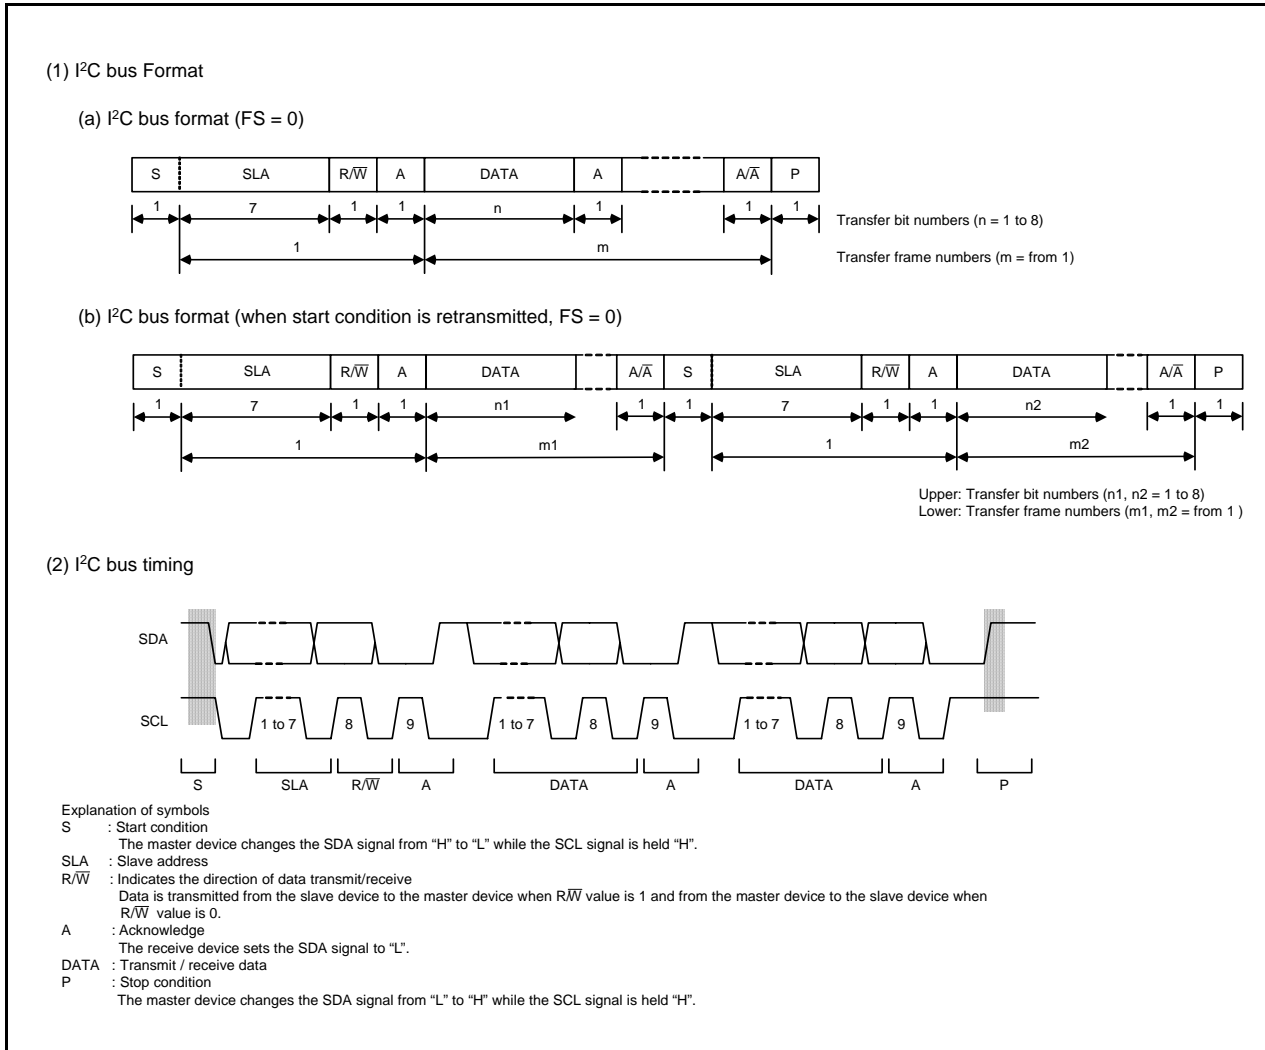 (1) I²C bus Format
(a) I²C bus format (FS = 0)
S SLA R/W̅ A DATA A A/A̅ P
1 7 1 1 n 1 1 1
Transfer bit numbers (n = 1 to 8)
1 m
Transfer frame numbers (m = from 1)
(b) I²C bus format (when start condition is retransmitted, FS = 0)
S SLA R/W̅ A DATA A/A̅ S SLA R/W̅ A DATA A/A̅ P
1 7 1 1 n1 1 1 7 1 1 n2 1 1
1 m1 1 m2
Upper: Transfer bit numbers (n1, n2 = 1 to 8)
Lower: Transfer frame numbers (m1, m2 = from 1 )
(2) I²C bus timing
SDA
SCL 1 to 7 8 9 1 to 7 8 9 1 to 7 8 9
S SLA R/W̅ A DATA A DATA A P
Explanation of symbols
S : Start condition
The master device changes the SDA signal from “H” to “L” while the SCL signal is held “H”.
SLA : Slave address
R/W̅ : Indicates the direction of data transmit/receive
Data is transmitted from the slave device to the master device when R/W̅ value is 1 and from the master device to the slave device when
R/W̅ value is 0.
A : Acknowledge
The receive device sets the SDA signal to “L”.
DATA : Transmit / receive data
P : Stop condition
The master device changes the SDA signal from “L” to “H” while the SCL signal is held “H”.